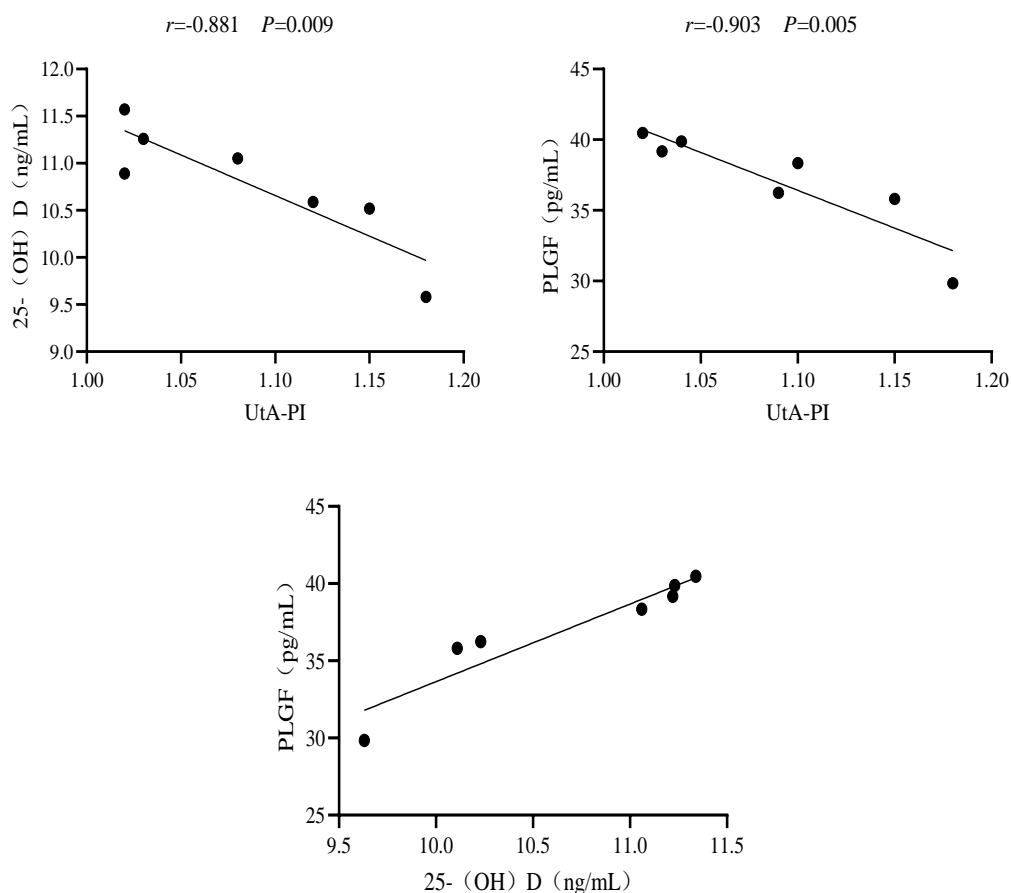 r=-0.881 P=0.009
r=-0.903 P=0.005
25-（OH）D（ng/mL）
12.0
11.5
11.0
10.5
10.0
9.5
9.0
1.00 1.05 1.10 1.15 1.20
UtA-PI
PLGF（pg/mL）
45
40
35
30
25
1.00 1.05 1.10 1.15 1.20
UtA-PI
PLGF（pg/mL）
45
40
35
30
25
9.5 10.0 10.5 11.0 11.5
25-（OH）D（ng/mL）